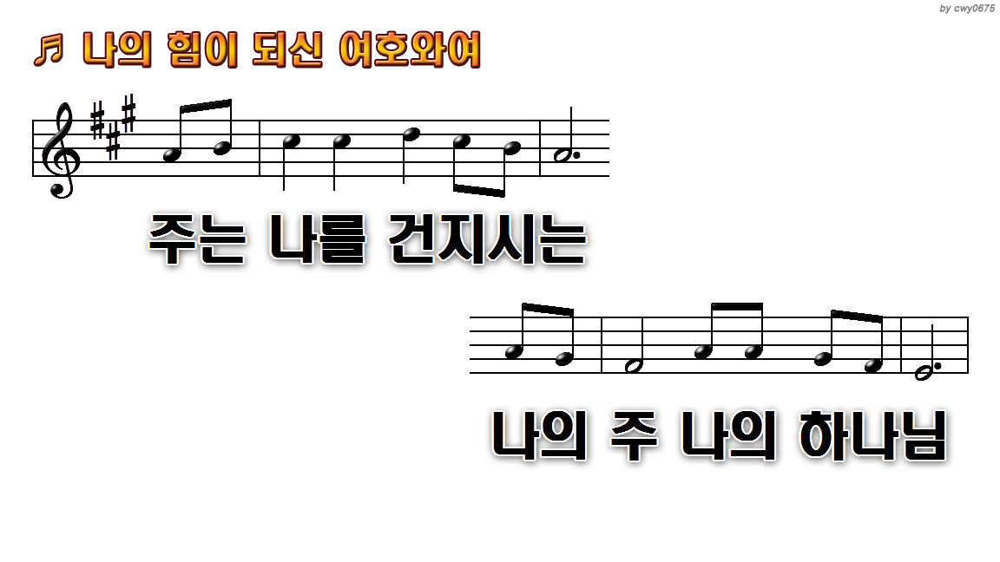 by cwy0675
♬ 나의 힘이 되신 여호와여
주는 나를 건지시는
나의 주 나의 하나님